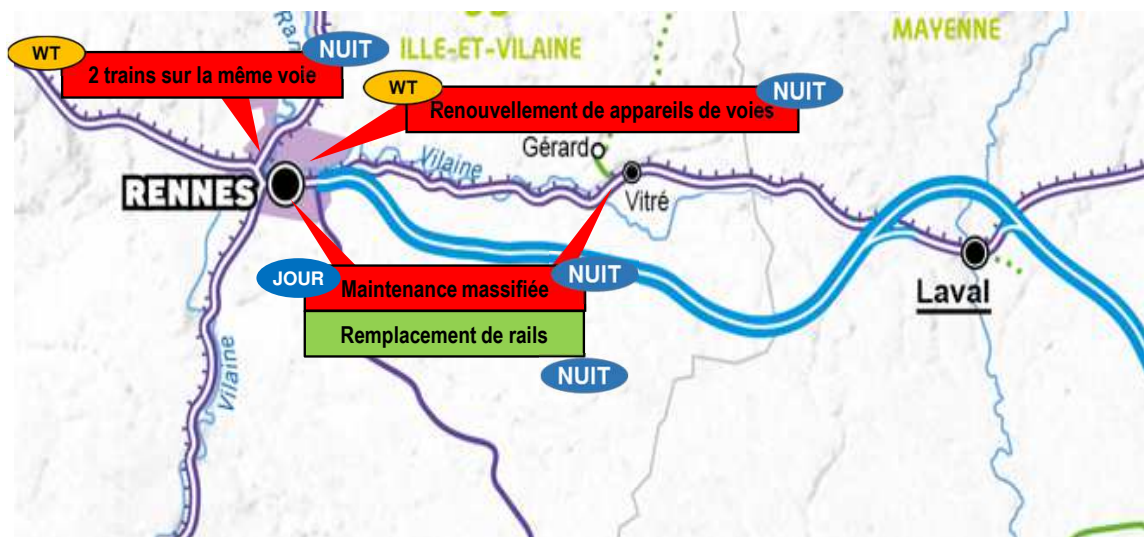 Ran
MAYENNE
WT
NUIT
ILLE-ET-VILAINE
2 trains sur la même voie
WT
NUIT
Renouvellement de appareils de voies
Gérard
Vilaine
RENNES
Vitré
JOUR
NUIT
Maintenance massifiée
Laval
Remplacement de rails
NUIT
Vilaine